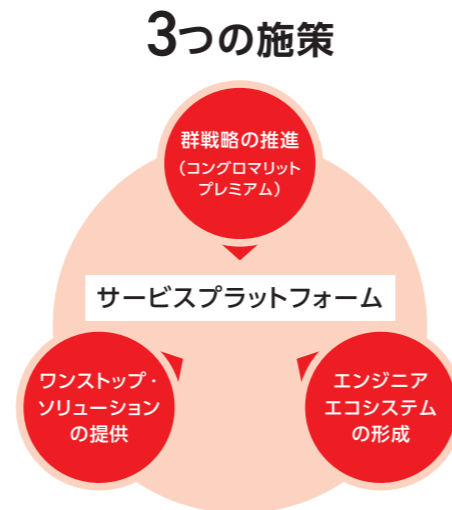 3つの施策
群戦略の推進
（コングロマリット
プレミアム）
サービスプラットフォーム
ワンストップ・
ソリューション
の提供
エンジニア
エコシステム
の形成